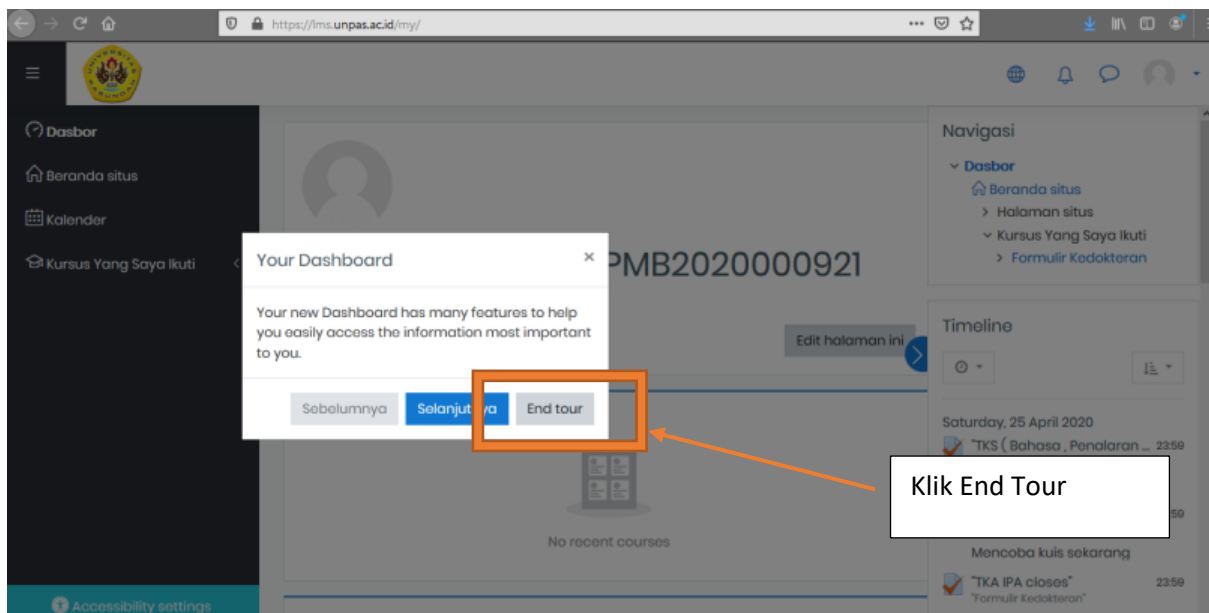 https://lms.unpas.ac.id/my/
Dasbor
Beranda situs
Kalender
Kursus Yang Saya Ikuti
Accessibility settings
PMB2020000921
Edit halaman ini
Your Dashboard
×
Your new Dashboard has many features to help
you easily access the information most important
to you.
Sebelumnya
End tour
No recent courses
Navigasi
Dasbor
Beranda situs
Halaman situs
Kursus Yang Saya Ikuti
Formulir Kedokteran
Timeline
Saturday, 25 April 2020
"TKS ( Bahasa , Penalaran ... 23:59
Klik End Tour
Mencoba kuis sekarang
"TKA IPA closes" 23:59
"Formulir Kedokteran"